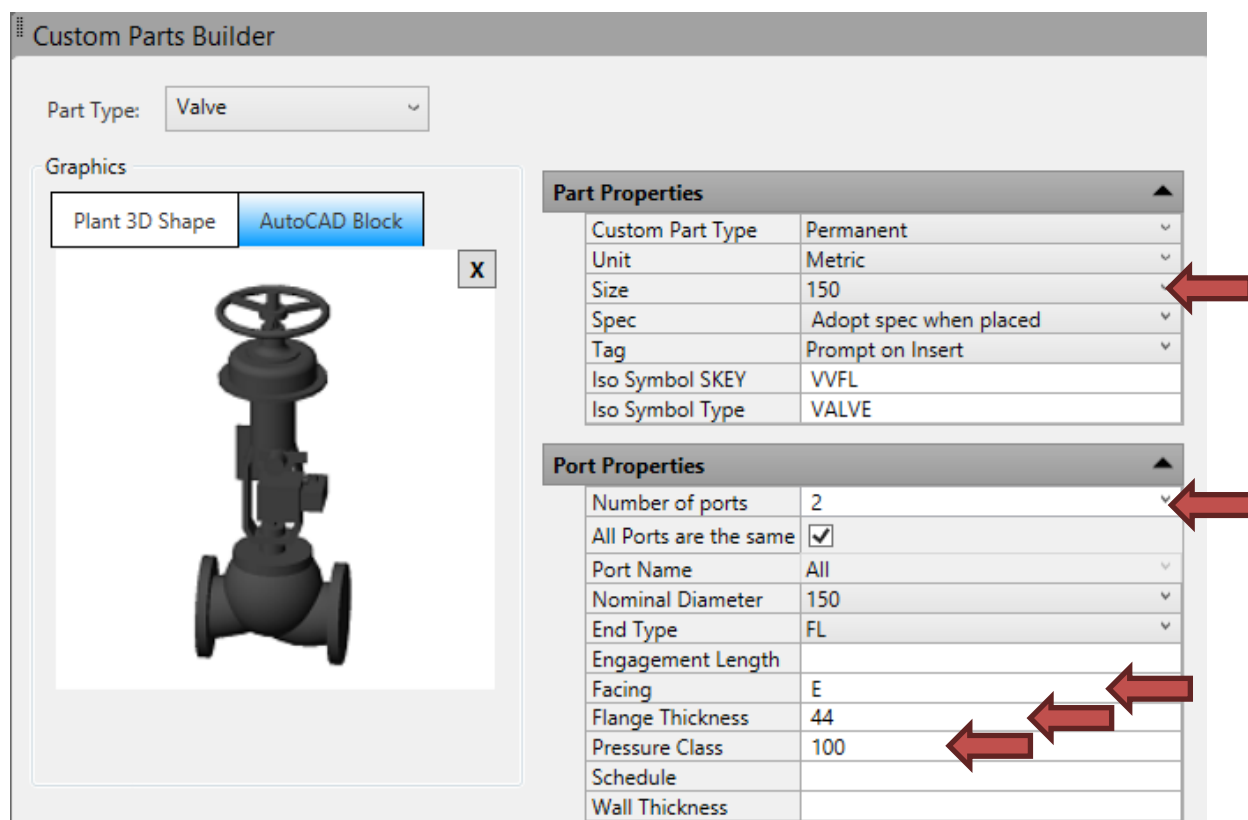 Custom Parts Builder
Part Type: Valve
Graphics
Plant 3D Shape AutoCAD Block
X
Part Properties
Custom Part Type Permanent
Unit Metric
Size 150
Spec Adopt spec when placed
Tag Prompt on Insert
Iso Symbol SKEY VVFL
Iso Symbol Type VALVE
Port Properties
Number of ports 2
All Ports are the same
Port Name All
Nominal Diameter 150
End Type FL
Engagement Length
Facing E
Flange Thickness 44
Pressure Class 100
Schedule
Wall Thickness